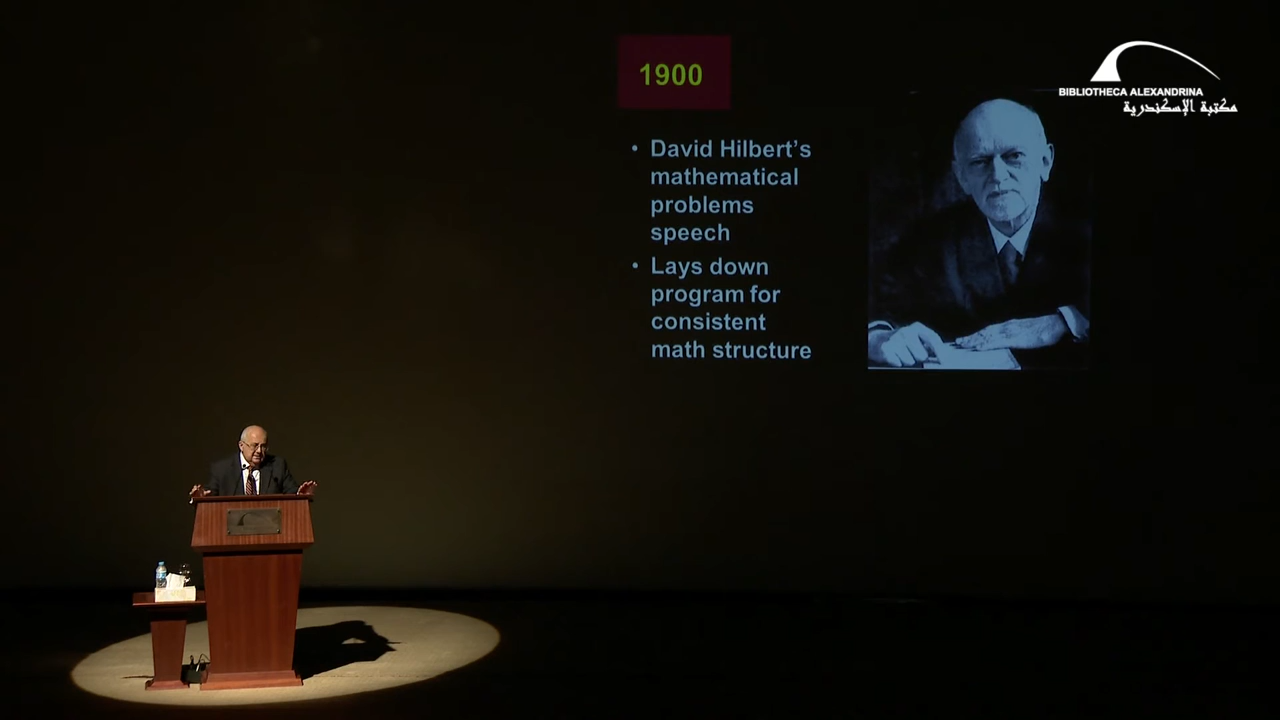 1900
BIBLIOTHECA ALEXANDRINA
مكتبة الإسكندرية
• David Hilbert’s
mathematical
problems
speech
• Lays down
program for
consistent
math structure